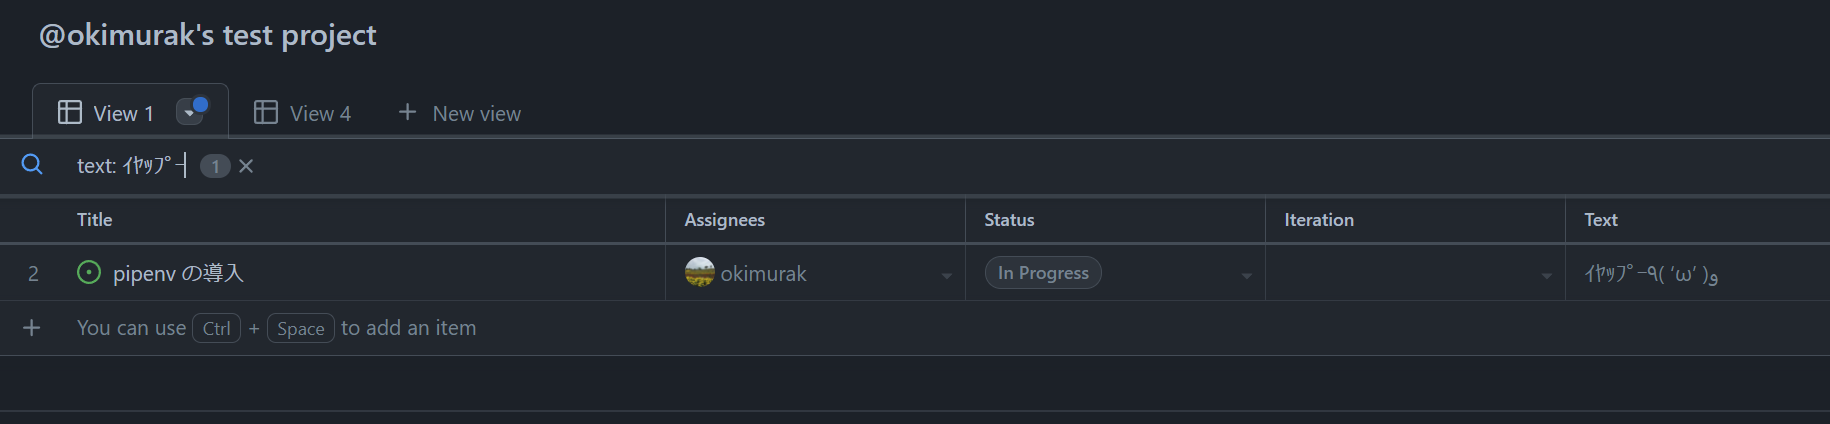 @okimurak's test project
View 1 View 4 + New view
text: ｲﾔｯﾌﾟｰ 1 ×
Title Assignees Status Iteration Text
2 pipenv の導入 okimurak In Progress ｲﾔｯﾌﾟｰ٩( 'ω' )و
+ You can use Ctrl + Space to add an item